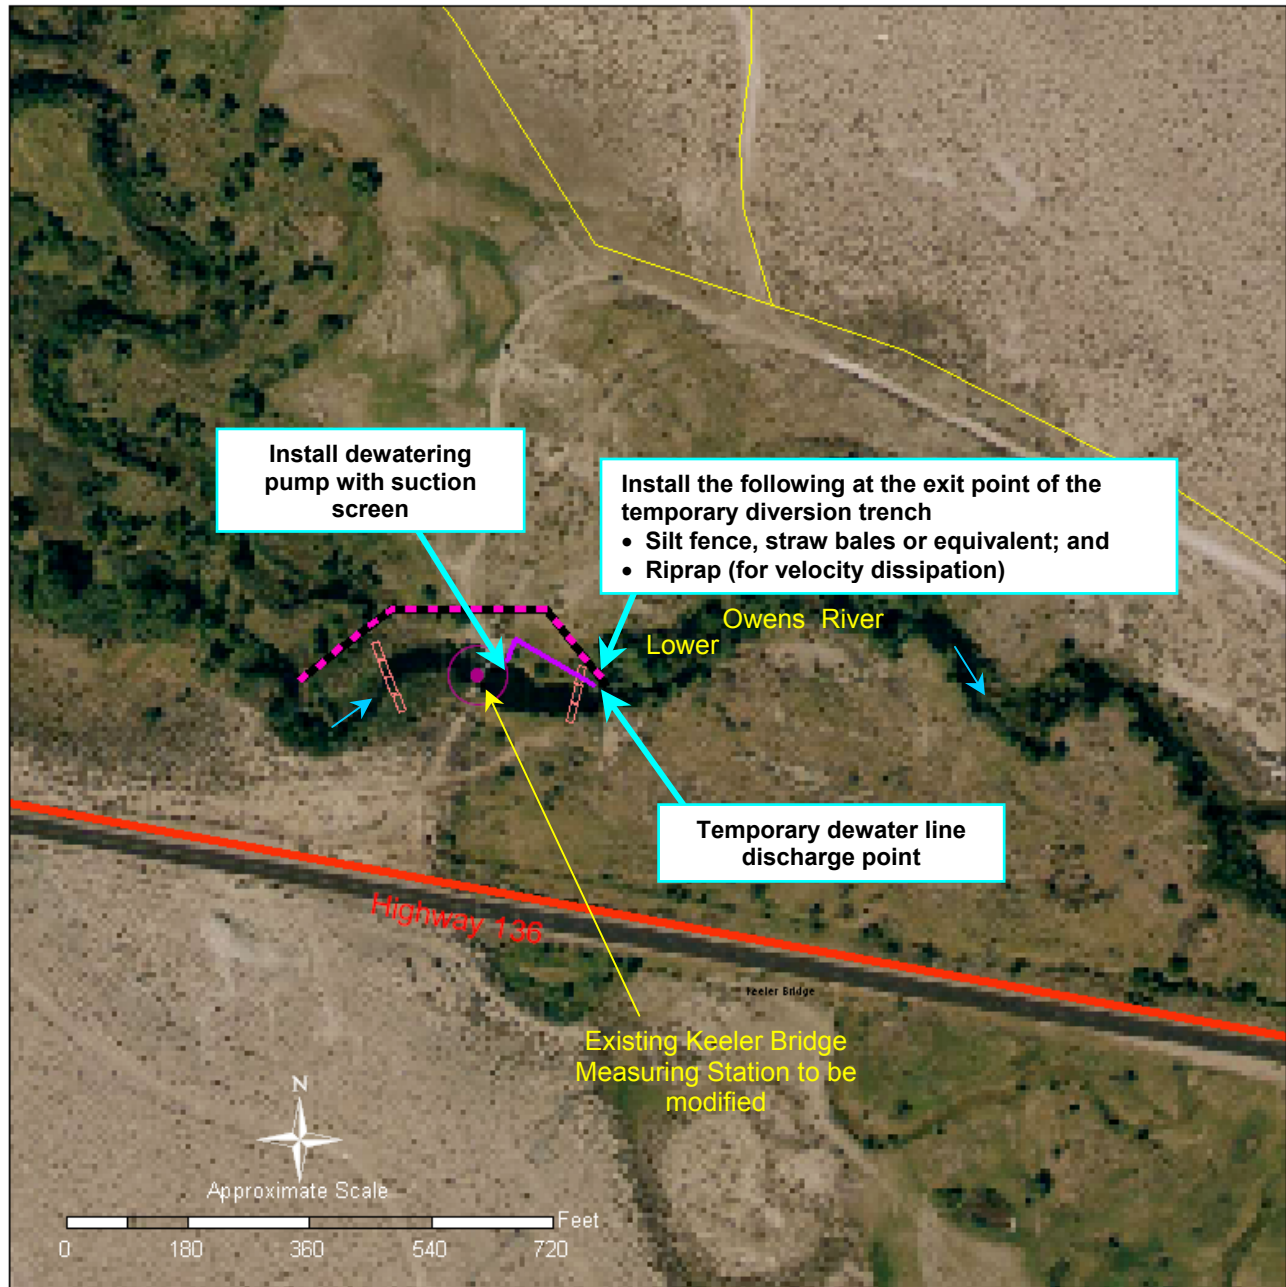 Install dewatering
pump with suction
screen
Install the following at the exit point of the
temporary diversion trench
• Silt fence, straw bales or equivalent; and
• Riprap (for velocity dissipation)
Owens River
Lower
Temporary dewater line
discharge point
Highway 136
Keeler Bridge
Existing Keeler Bridge
Measuring Station to be
modified
N
Approximate Scale
Feet
0 180 360 540 720